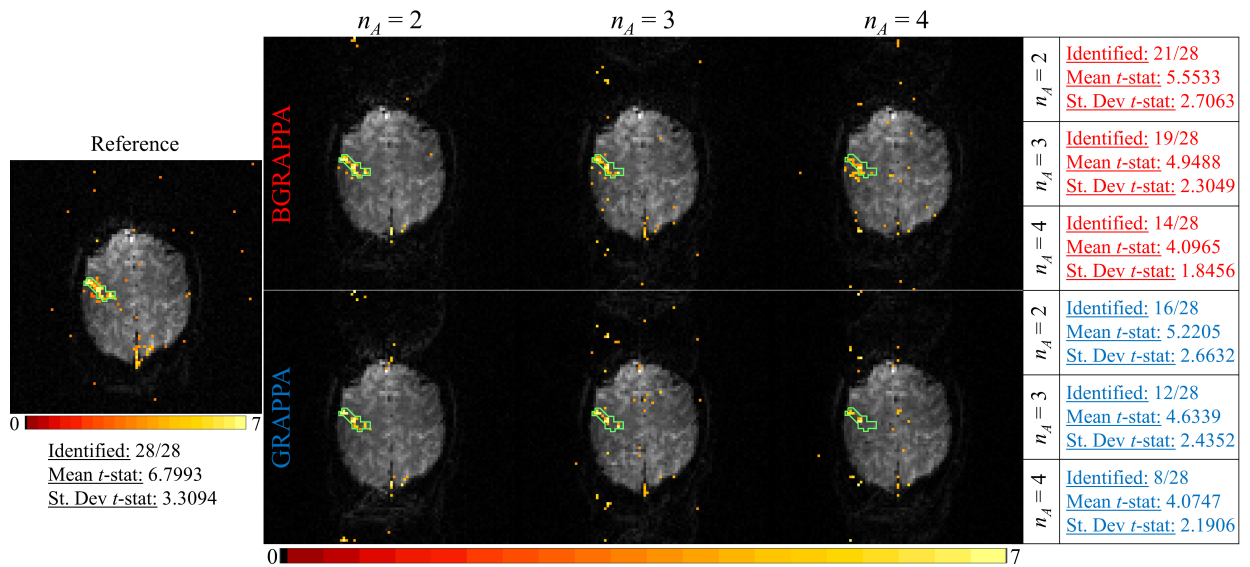 n_A = 2
n_A = 3
n_A = 4
Reference
0
7
Identified: 28/28
Mean t-stat: 6.7993
St. Dev t-stat: 3.3094
BGRAPPA
GRAPPA
0
7
n_A = 2
Identified: 21/28
Mean t-stat: 5.5533
St. Dev t-stat: 2.7063
n_A = 3
Identified: 19/28
Mean t-stat: 4.9488
St. Dev t-stat: 2.3049
n_A = 4
Identified: 14/28
Mean t-stat: 4.0965
St. Dev t-stat: 1.8456
n_A = 2
Identified: 16/28
Mean t-stat: 5.2205
St. Dev t-stat: 2.6632
n_A = 3
Identified: 12/28
Mean t-stat: 4.6339
St. Dev t-stat: 2.4352
n_A = 4
Identified: 8/28
Mean t-stat: 4.0747
St. Dev t-stat: 2.1906